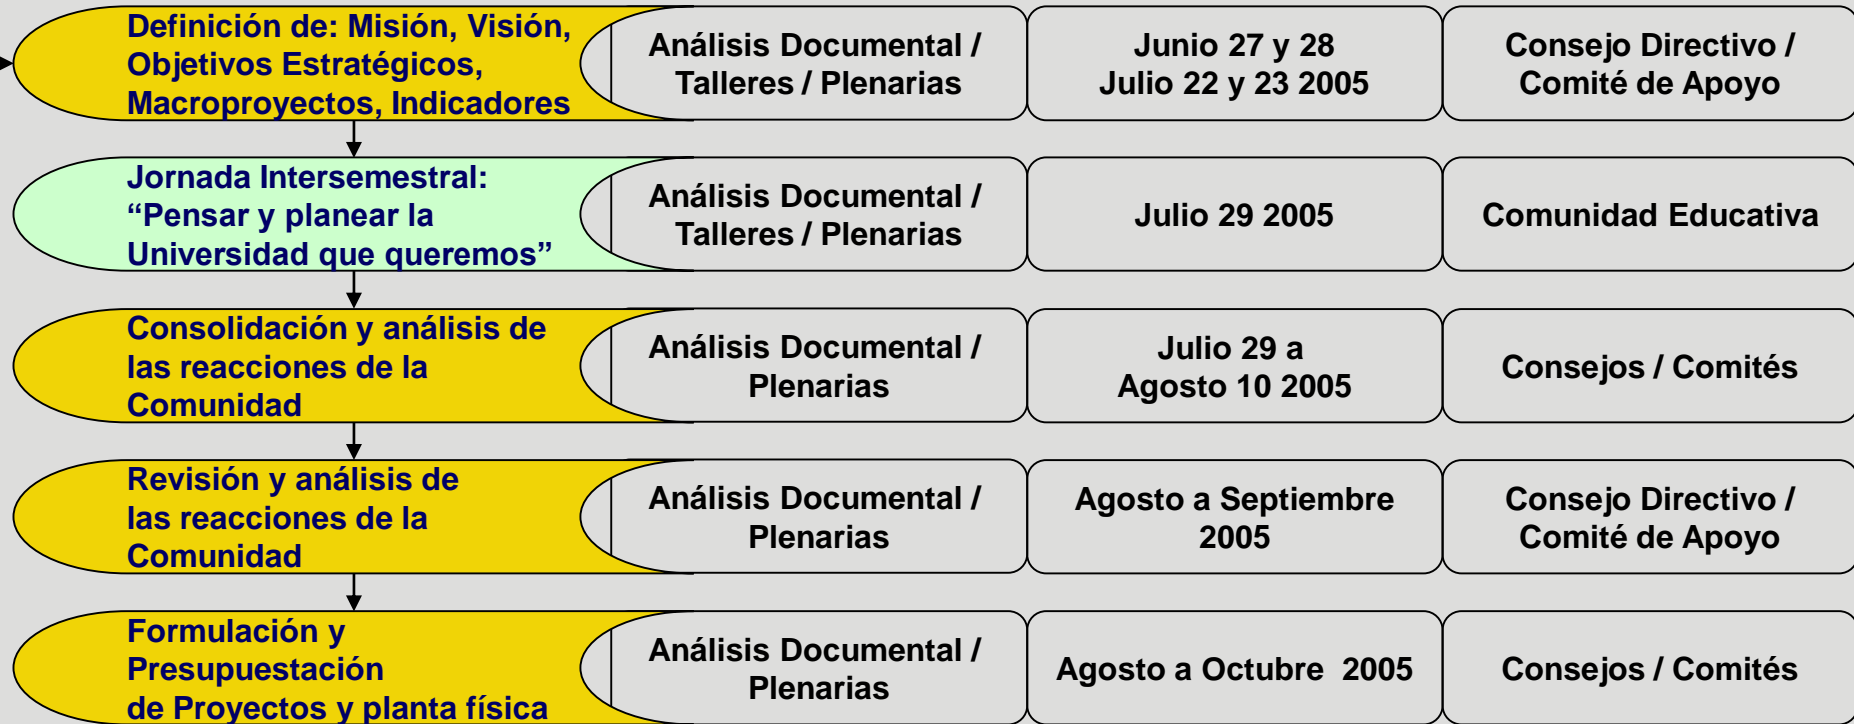 Definición de: Misión, Visión,
Objetivos Estratégicos,
Macroproyectos, Indicadores
Análisis Documental /
Talleres / Plenarias
Junio 27 y 28
Julio 22 y 23 2005
Consejo Directivo /
Comité de Apoyo
Jornada Intersemestral:
“Pensar y planear la
Universidad que queremos”
Análisis Documental /
Talleres / Plenarias
Julio 29 2005
Comunidad Educativa
Consolidación y análisis de
las reacciones de la
Comunidad
Análisis Documental /
Plenarias
Julio 29 a
Agosto 10 2005
Consejos / Comités
Revisión y análisis de
las reacciones de la
Comunidad
Análisis Documental /
Plenarias
Agosto a Septiembre
2005
Consejo Directivo /
Comité de Apoyo
Formulación y
Presupuestación
de Proyectos y planta física
Análisis Documental /
Plenarias
Agosto a Octubre 2005
Consejos / Comités